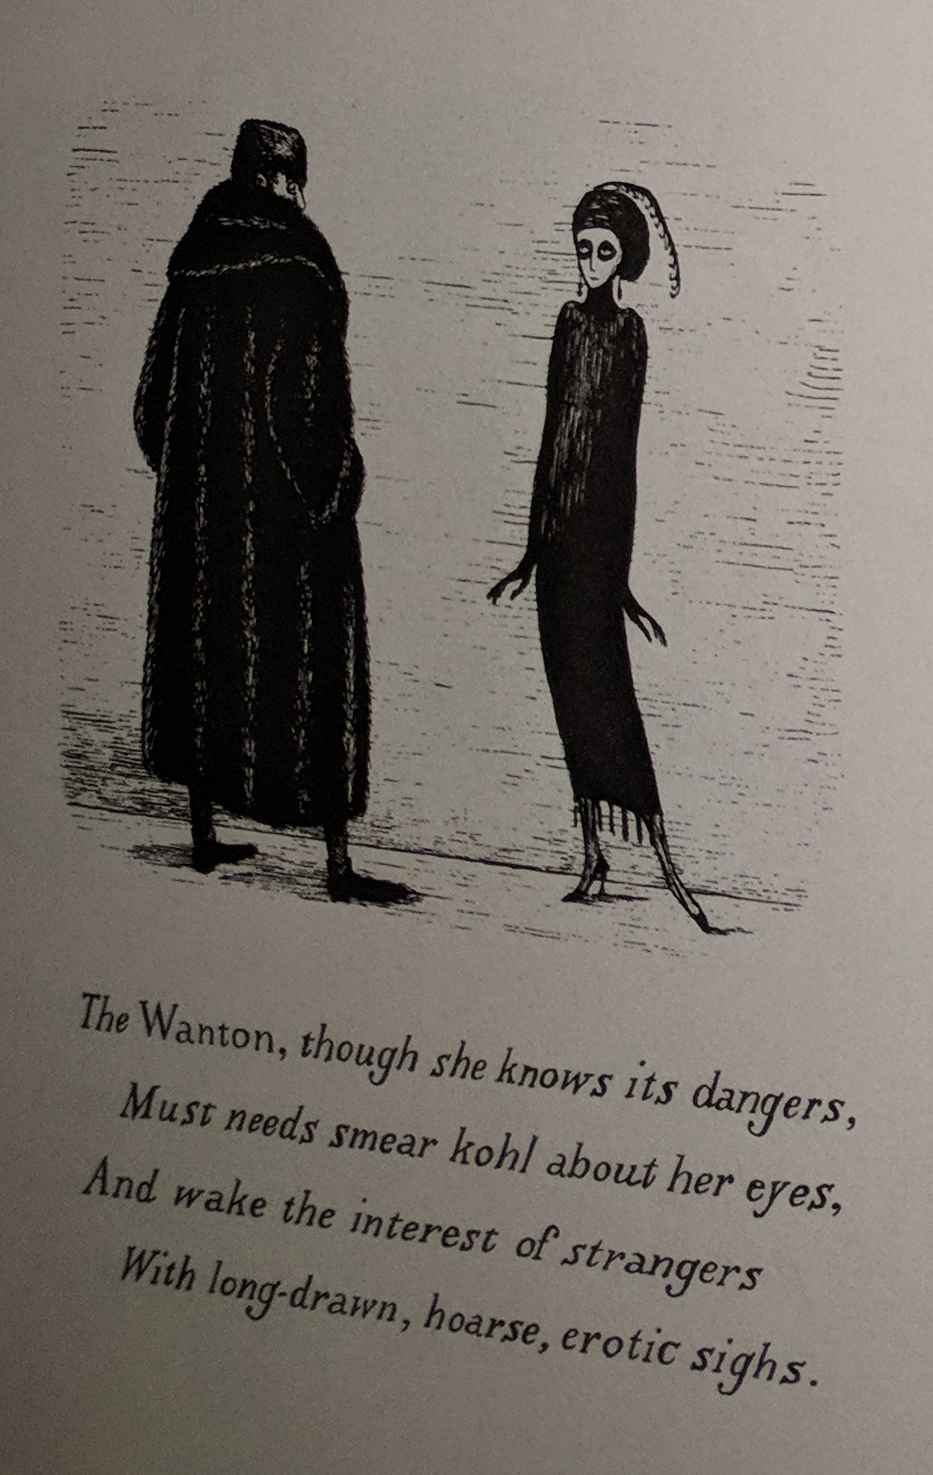 The Wanton, though she knows its dangers,
Must needs smear kohl about her eyes,
And wake the interest of strangers
With long-drawn, hoarse, erotic sighs.